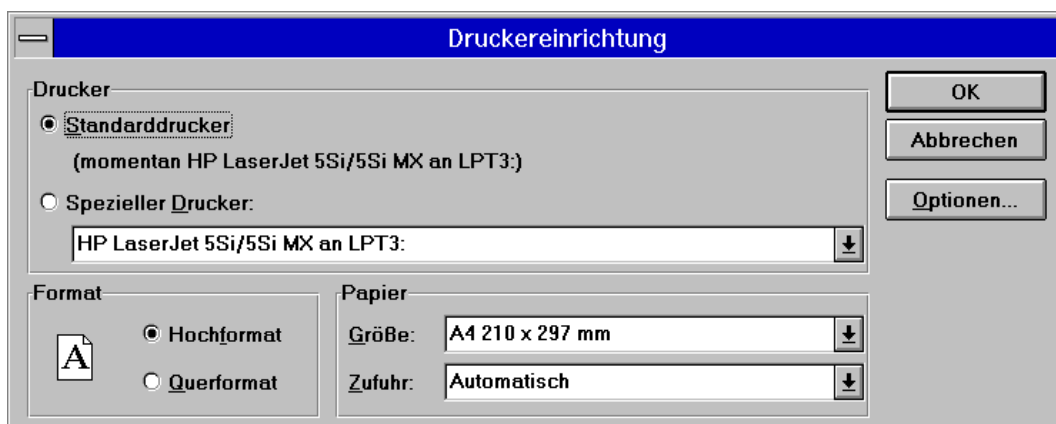 Druckereinrichtung
Drucker
Standarddrucker
(momentan HP LaserJet 5Si/5Si MX an LPT3:)
Spezieller Drucker:
HP LaserJet 5Si/5Si MX an LPT3:
OK
Abbrechen
Optionen...
Format
A
Hochformat
Querformat
Papier
Größe: A4 210 x 297 mm
Zufuhr: Automatisch